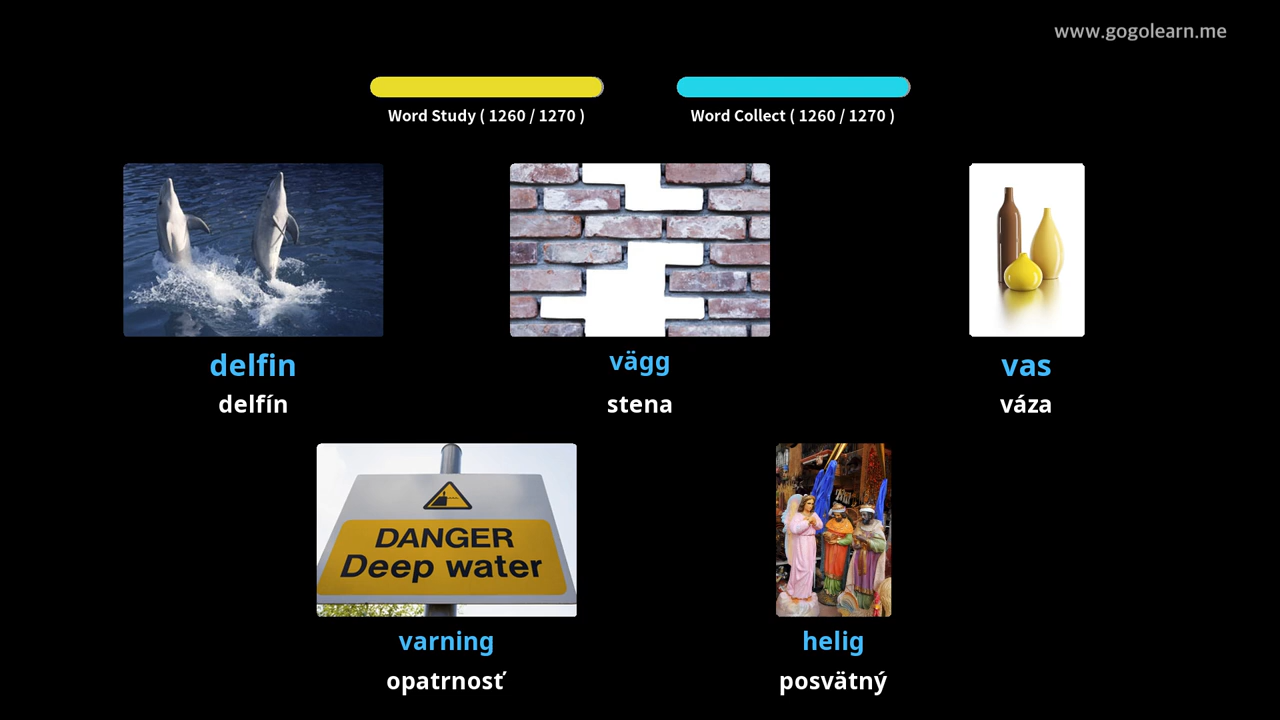 www.gogolearn.me
Word Study ( 1260 / 1270 )
Word Collect ( 1260 / 1270 )
delfin
vägg
vas
delfín
stena
váza
DANGER
Deep water
varning
helig
opatrnosť
posvätný